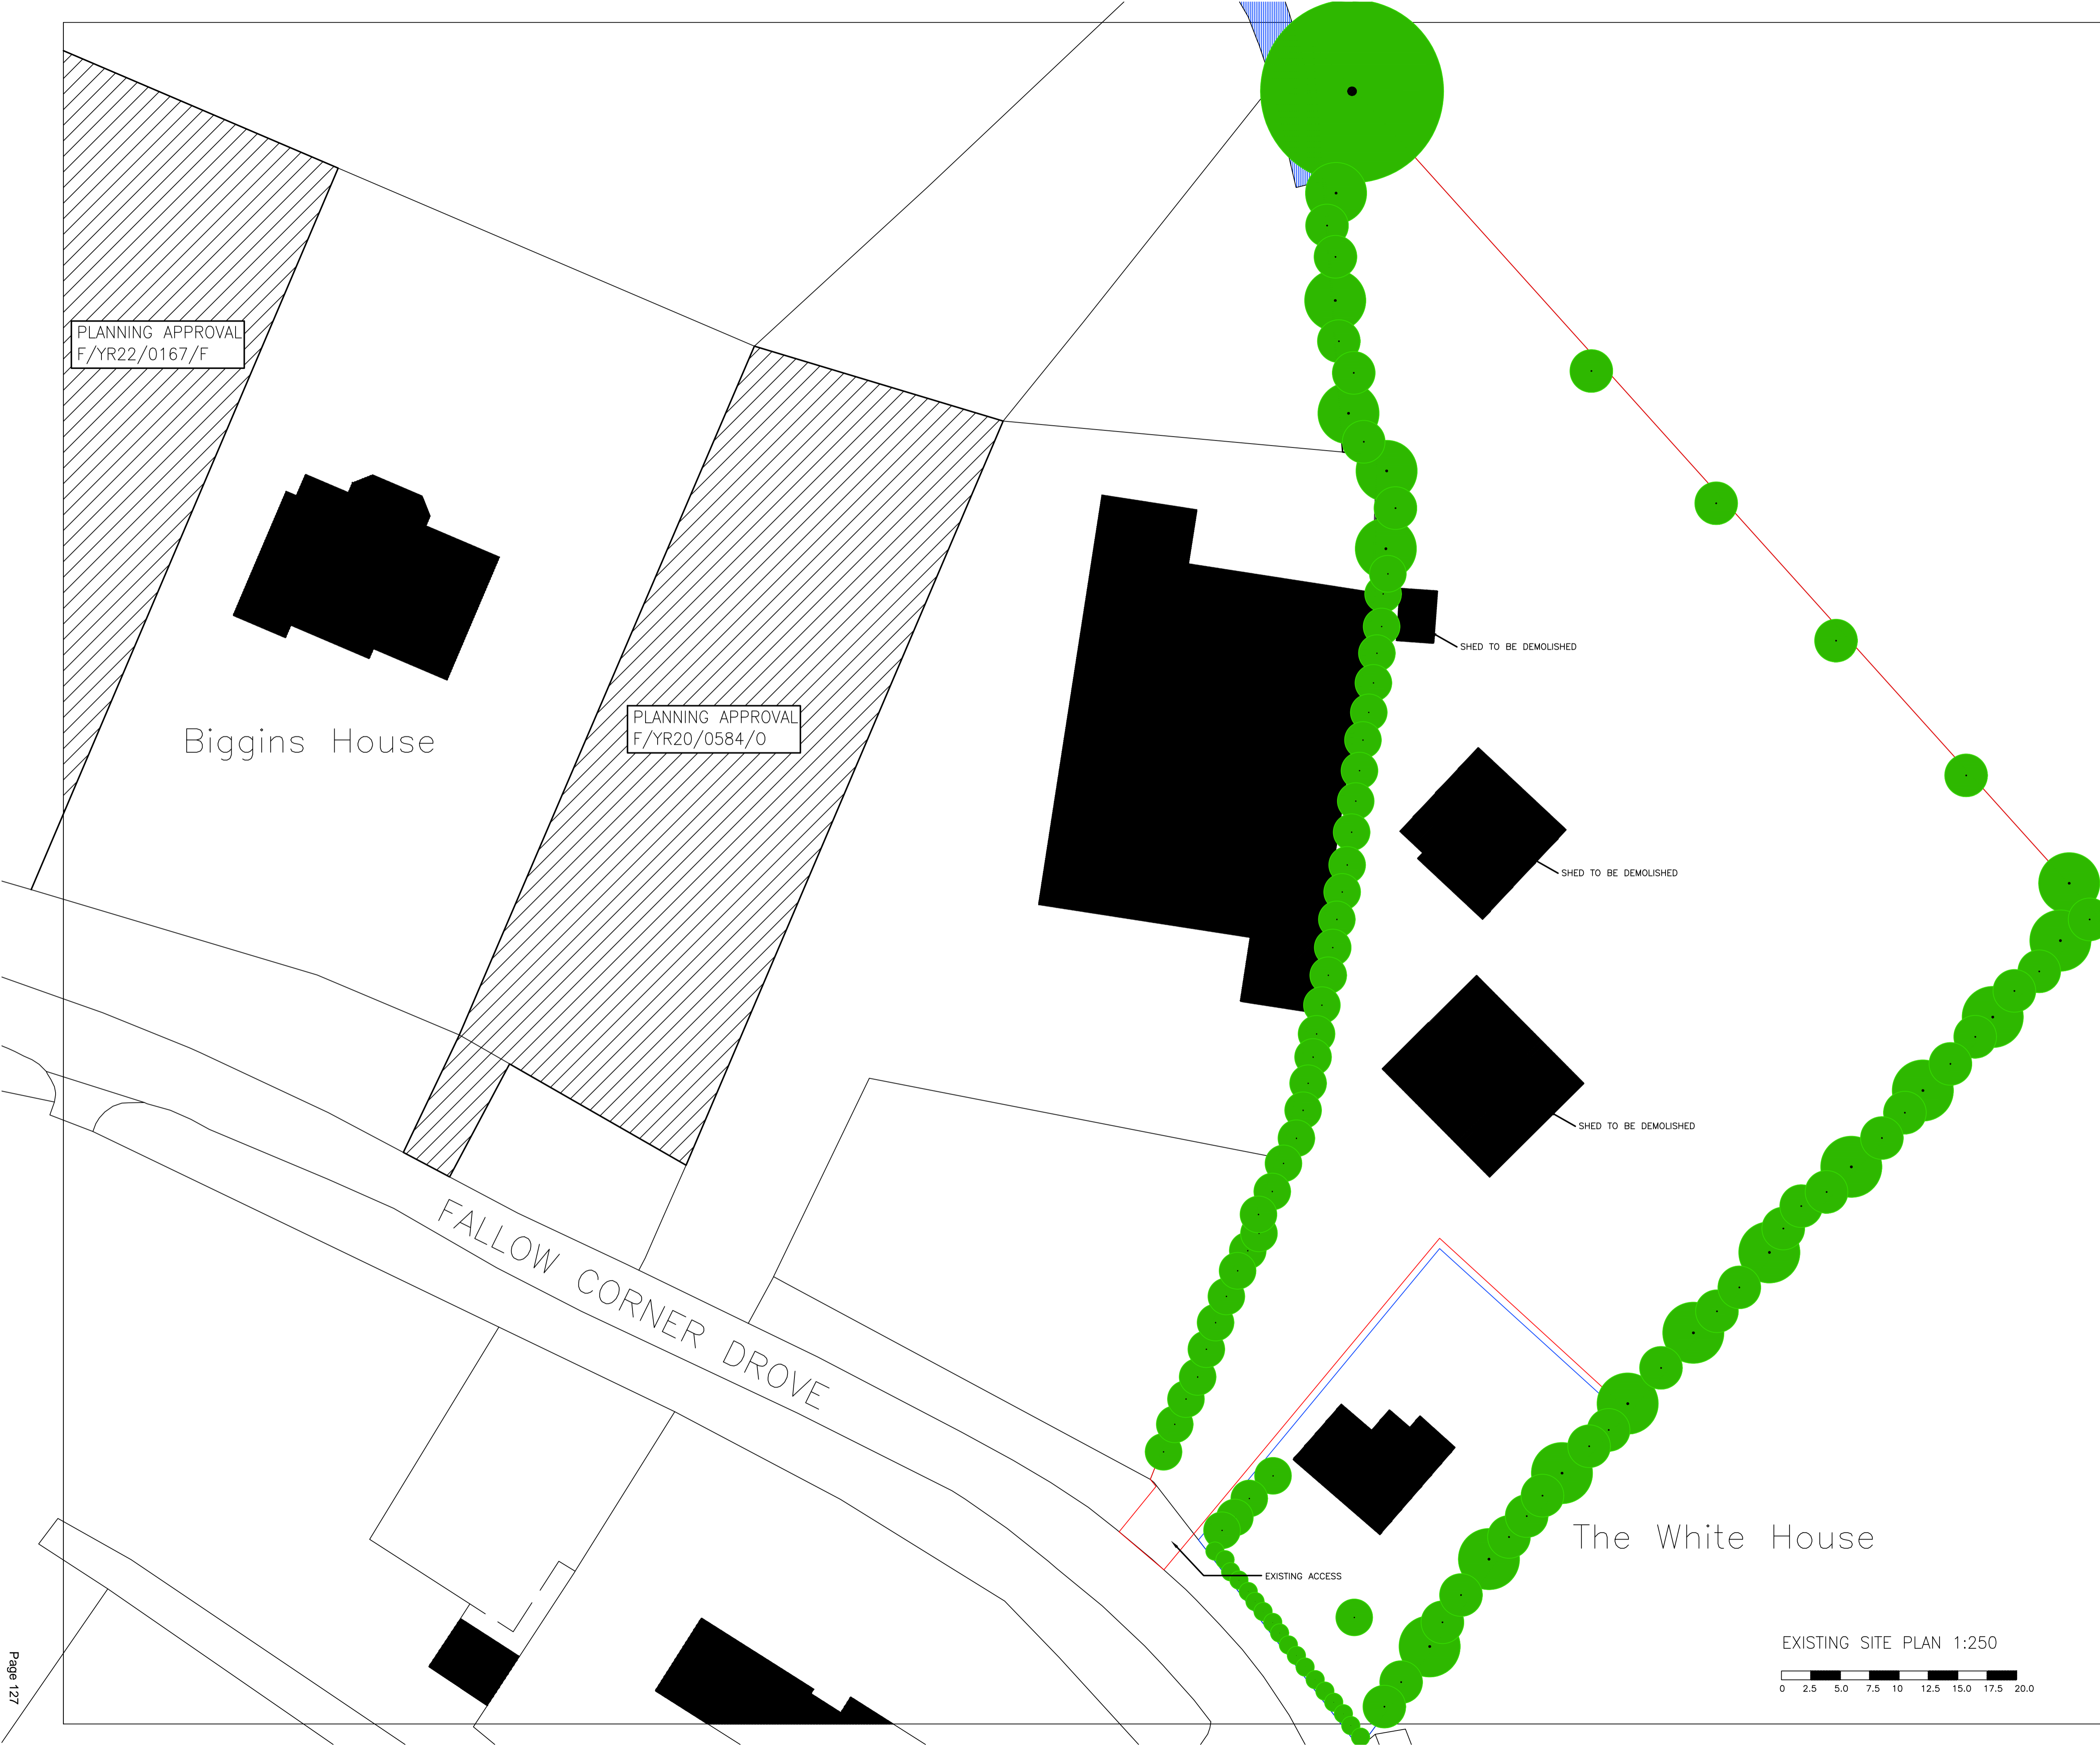 PLANNING APPROVAL
F/YR22/0167/F
Biggins House
PLANNING APPROVAL
F/YR20/0584/O
SHED TO BE DEMOLISHED
SHED TO BE DEMOLISHED
SHED TO BE DEMOLISHED
FALLOW CORNER DROVE
The White House
EXISTING ACCESS
EXISTING SITE PLAN 1:250
0 2.5 5.0 7.5 10 12.5 15.0 17.5 20.0
Page 127